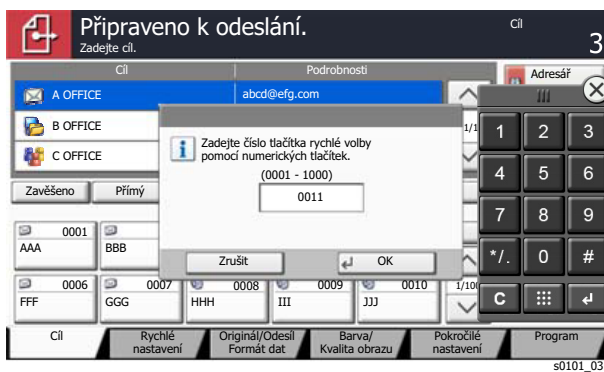 Připraveno k odeslání.
Zadejte cíl.
Cíl
3
Cíl Podrobnosti
Adresář
A OFFICE abcd@efg.com
B OFFICE
C OFFICE
1/1
Zadejte číslo tlačítka rychlé volby
pomocí numerických tlačítek.
(0001 - 1000)
0011
Zrušit OK
Zavěšeno Přímý
0001
AAA BBB
0006 0007 0008 0009 0010
FFF GGG HHH III JJJ
1/100
1 2 3
4 5 6
7 8 9
*/. 0 #
C
Cíl
Rychlé
nastavení
Originál/Odesíl
Formát dat
Barva/
Kvalita obrazu
Pokročilé
nastavení
Program
s0101_03